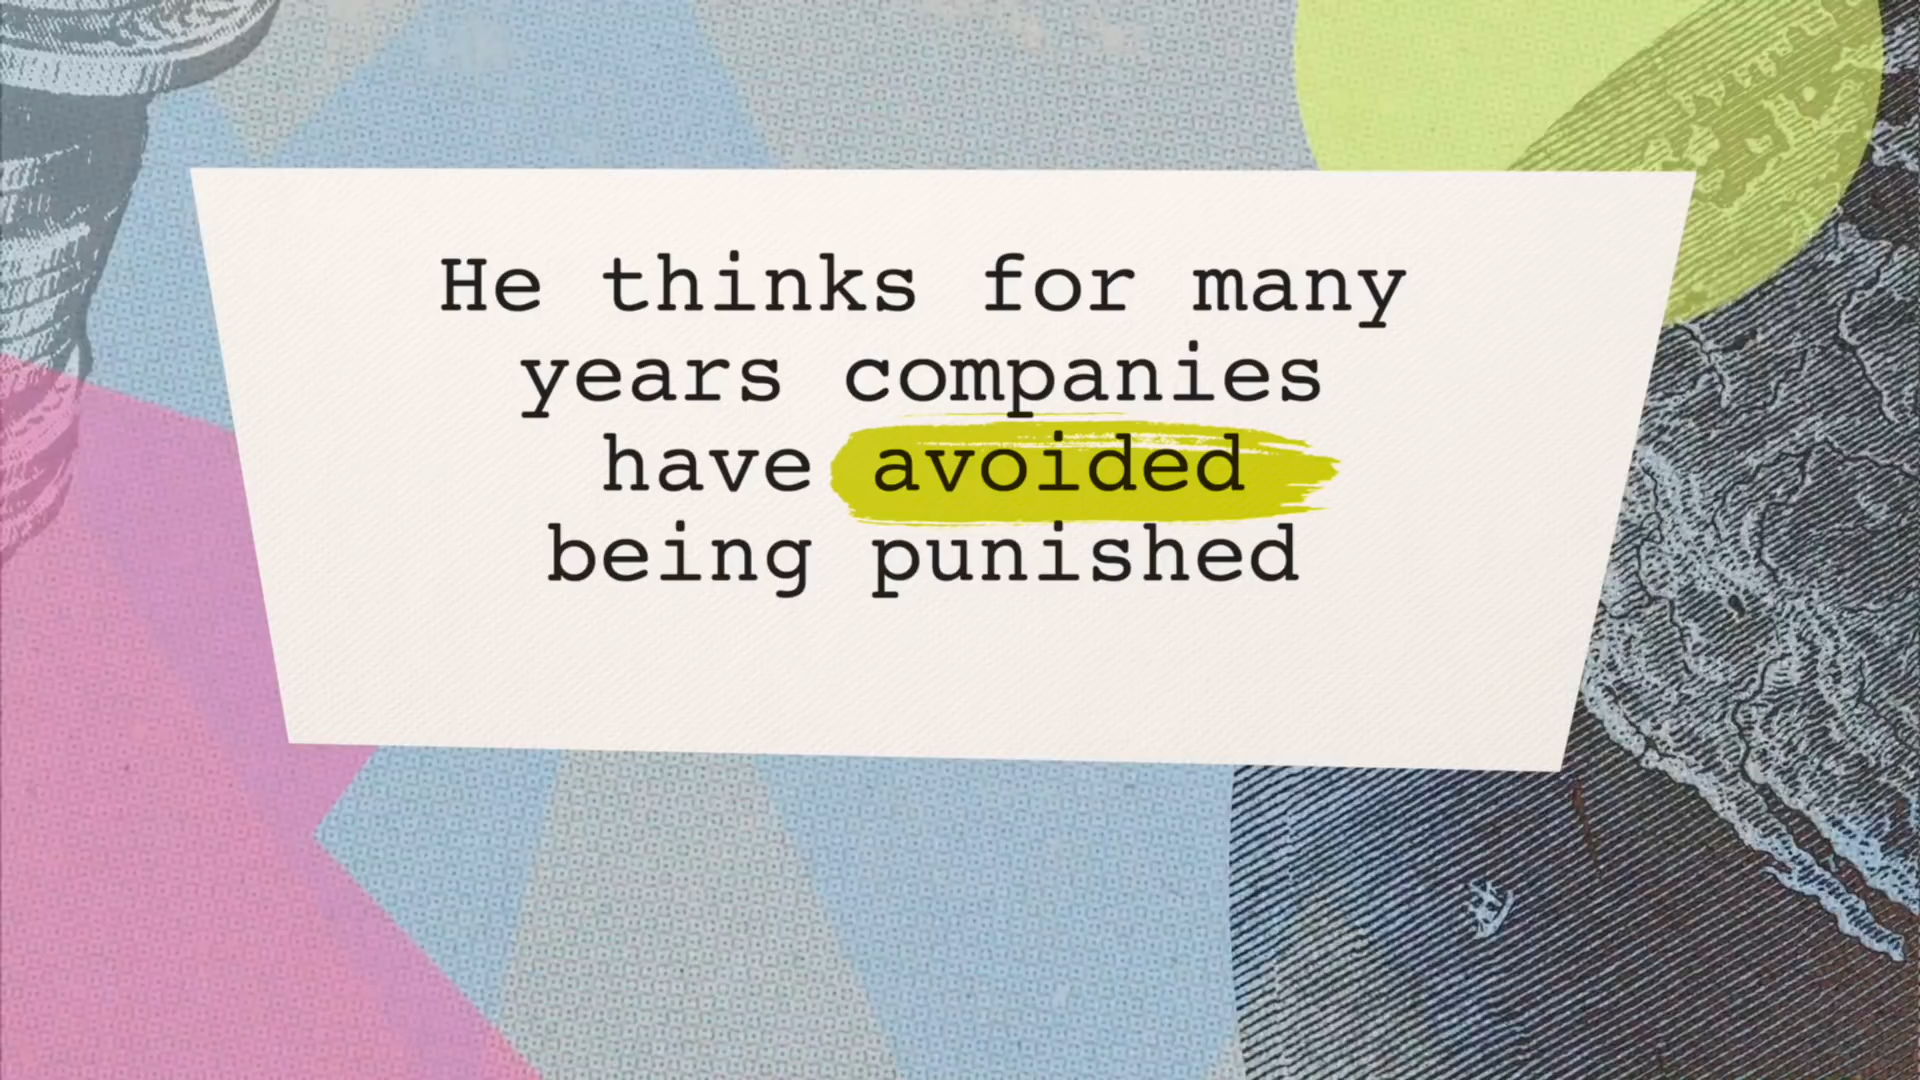 He thinks for many
years companies
have avoided
being punished